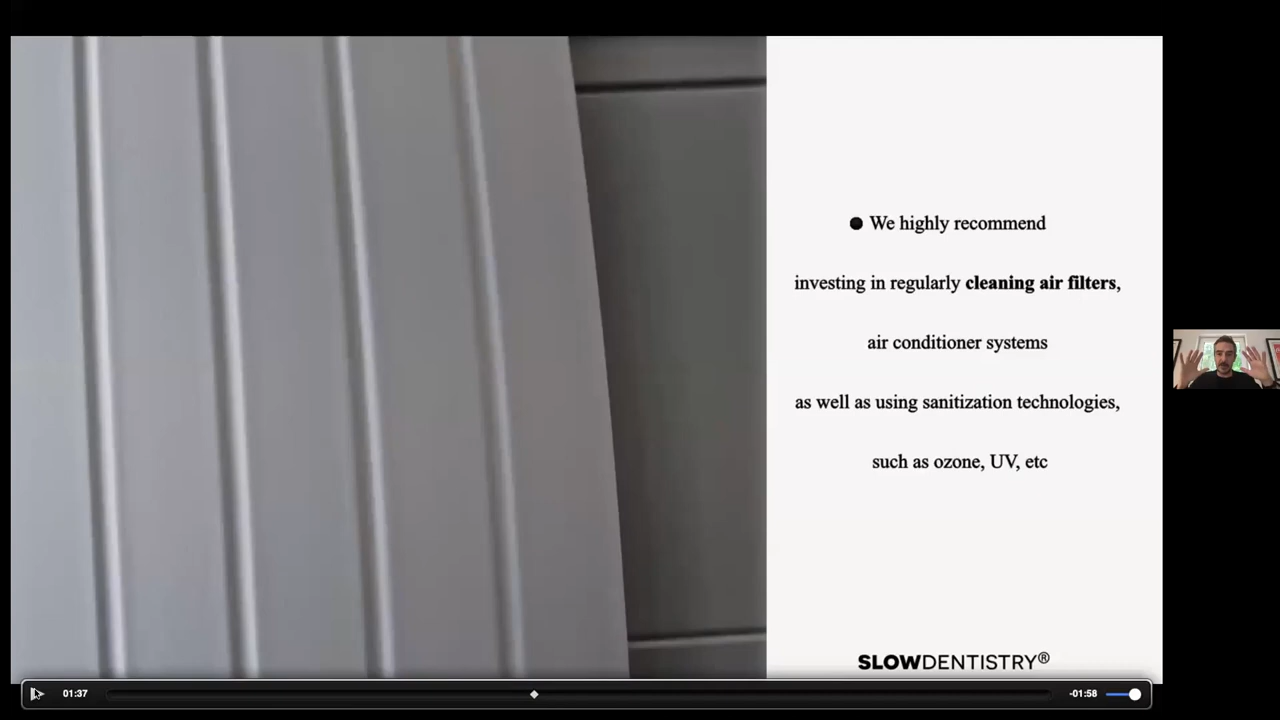 ● We highly recommend
investing in regularly cleaning air filters,
air conditioner systems
as well as using sanitization technologies,
such as ozone, UV, etc
SLOWDENTISTRY®
01:37
-01:58